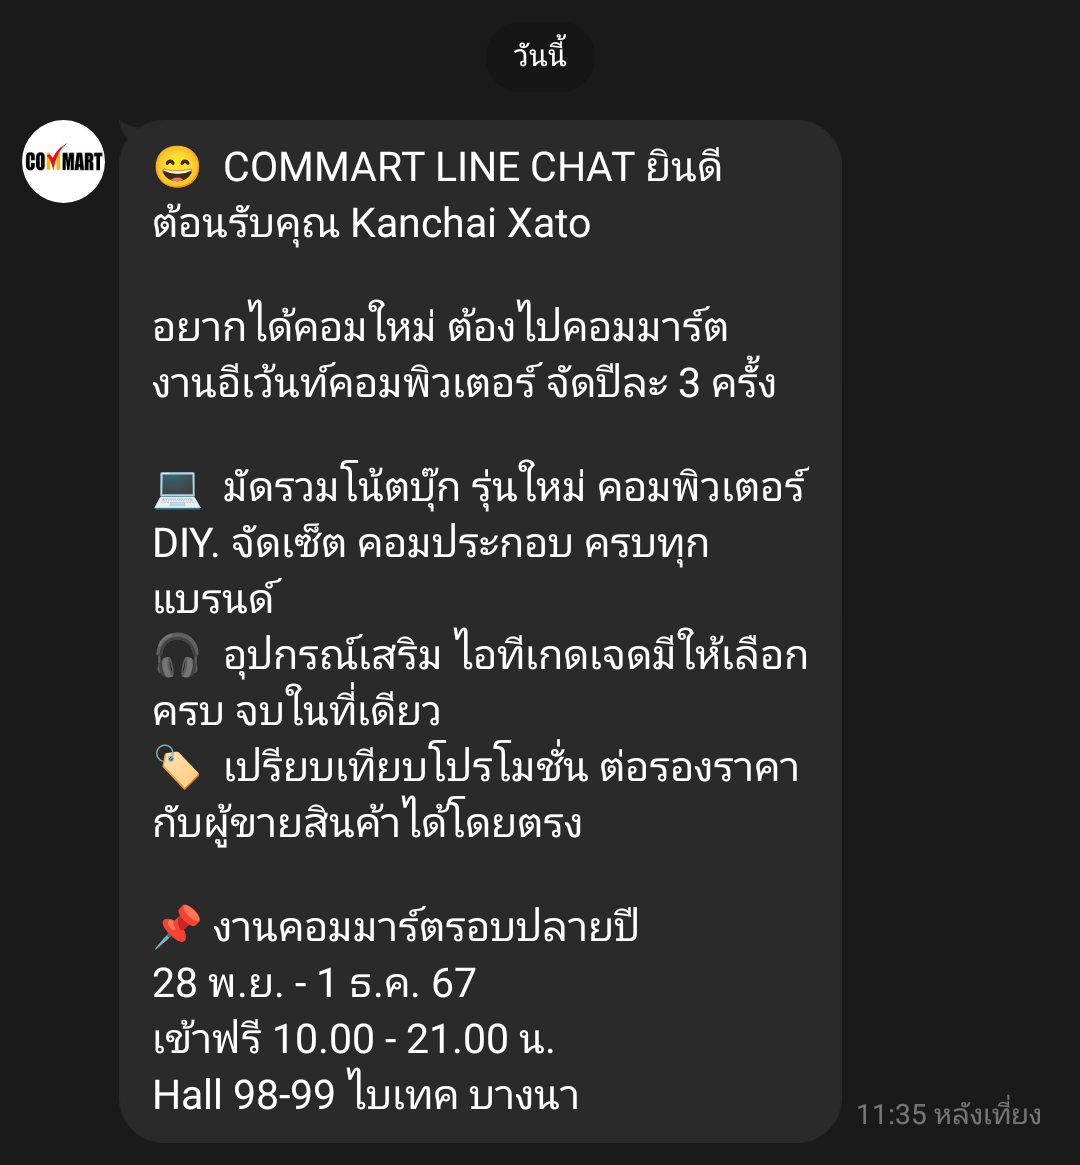 วันนี้
COMMART
😄 COMMART LINE CHAT ยินดี
ต้อนรับคุณ Kanchai Xato
อยากได้คอมใหม่ ต้องไปคอมมาร์ต
งานอีเว้นท์คอมพิวเตอร์ จัดปีละ 3 ครั้ง
💻 มัดรวมโน้ตบุ๊ก รุ่นใหม่ คอมพิวเตอร์
DIY. จัดเซ็ต คอมประกอบ ครบทุก
แบรนด์
🎧 อุปกรณ์เสริม ไอทีเกดเจดมีให้เลือก
ครบ จบในที่เดียว
🏷️ เปรียบเทียบโปรโมชั่น ต่อรองราคา
กับผู้ขายสินค้าได้โดยตรง
📌 งานคอมมาร์ตรอบปลายปี
28 พ.ย. - 1 ธ.ค. 67
เข้าฟรี 10.00 - 21.00 น.
Hall 98-99 ไบเทค บางนา
11:35 หลังเที่ยง